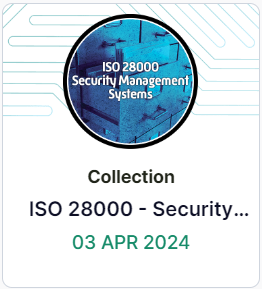 ISO 28000
Security Management
Systems
Collection
ISO 28000 - Security...
03 APR 2024